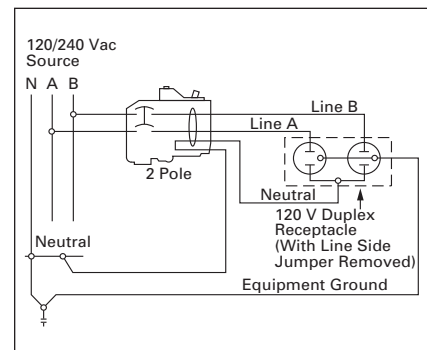 120/240 Vac
Source
N A B
Line B
Line A
2 Pole
Neutral
120 V Duplex
Receptacle
(With Line Side
Jumper Removed)
Neutral
Equipment Ground